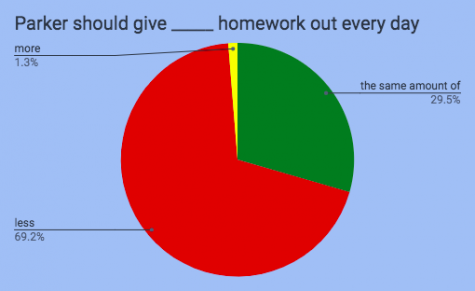 Parker should give _____ homework out every day
more
1.3%
the same amount of
29.5%
less
69.2%